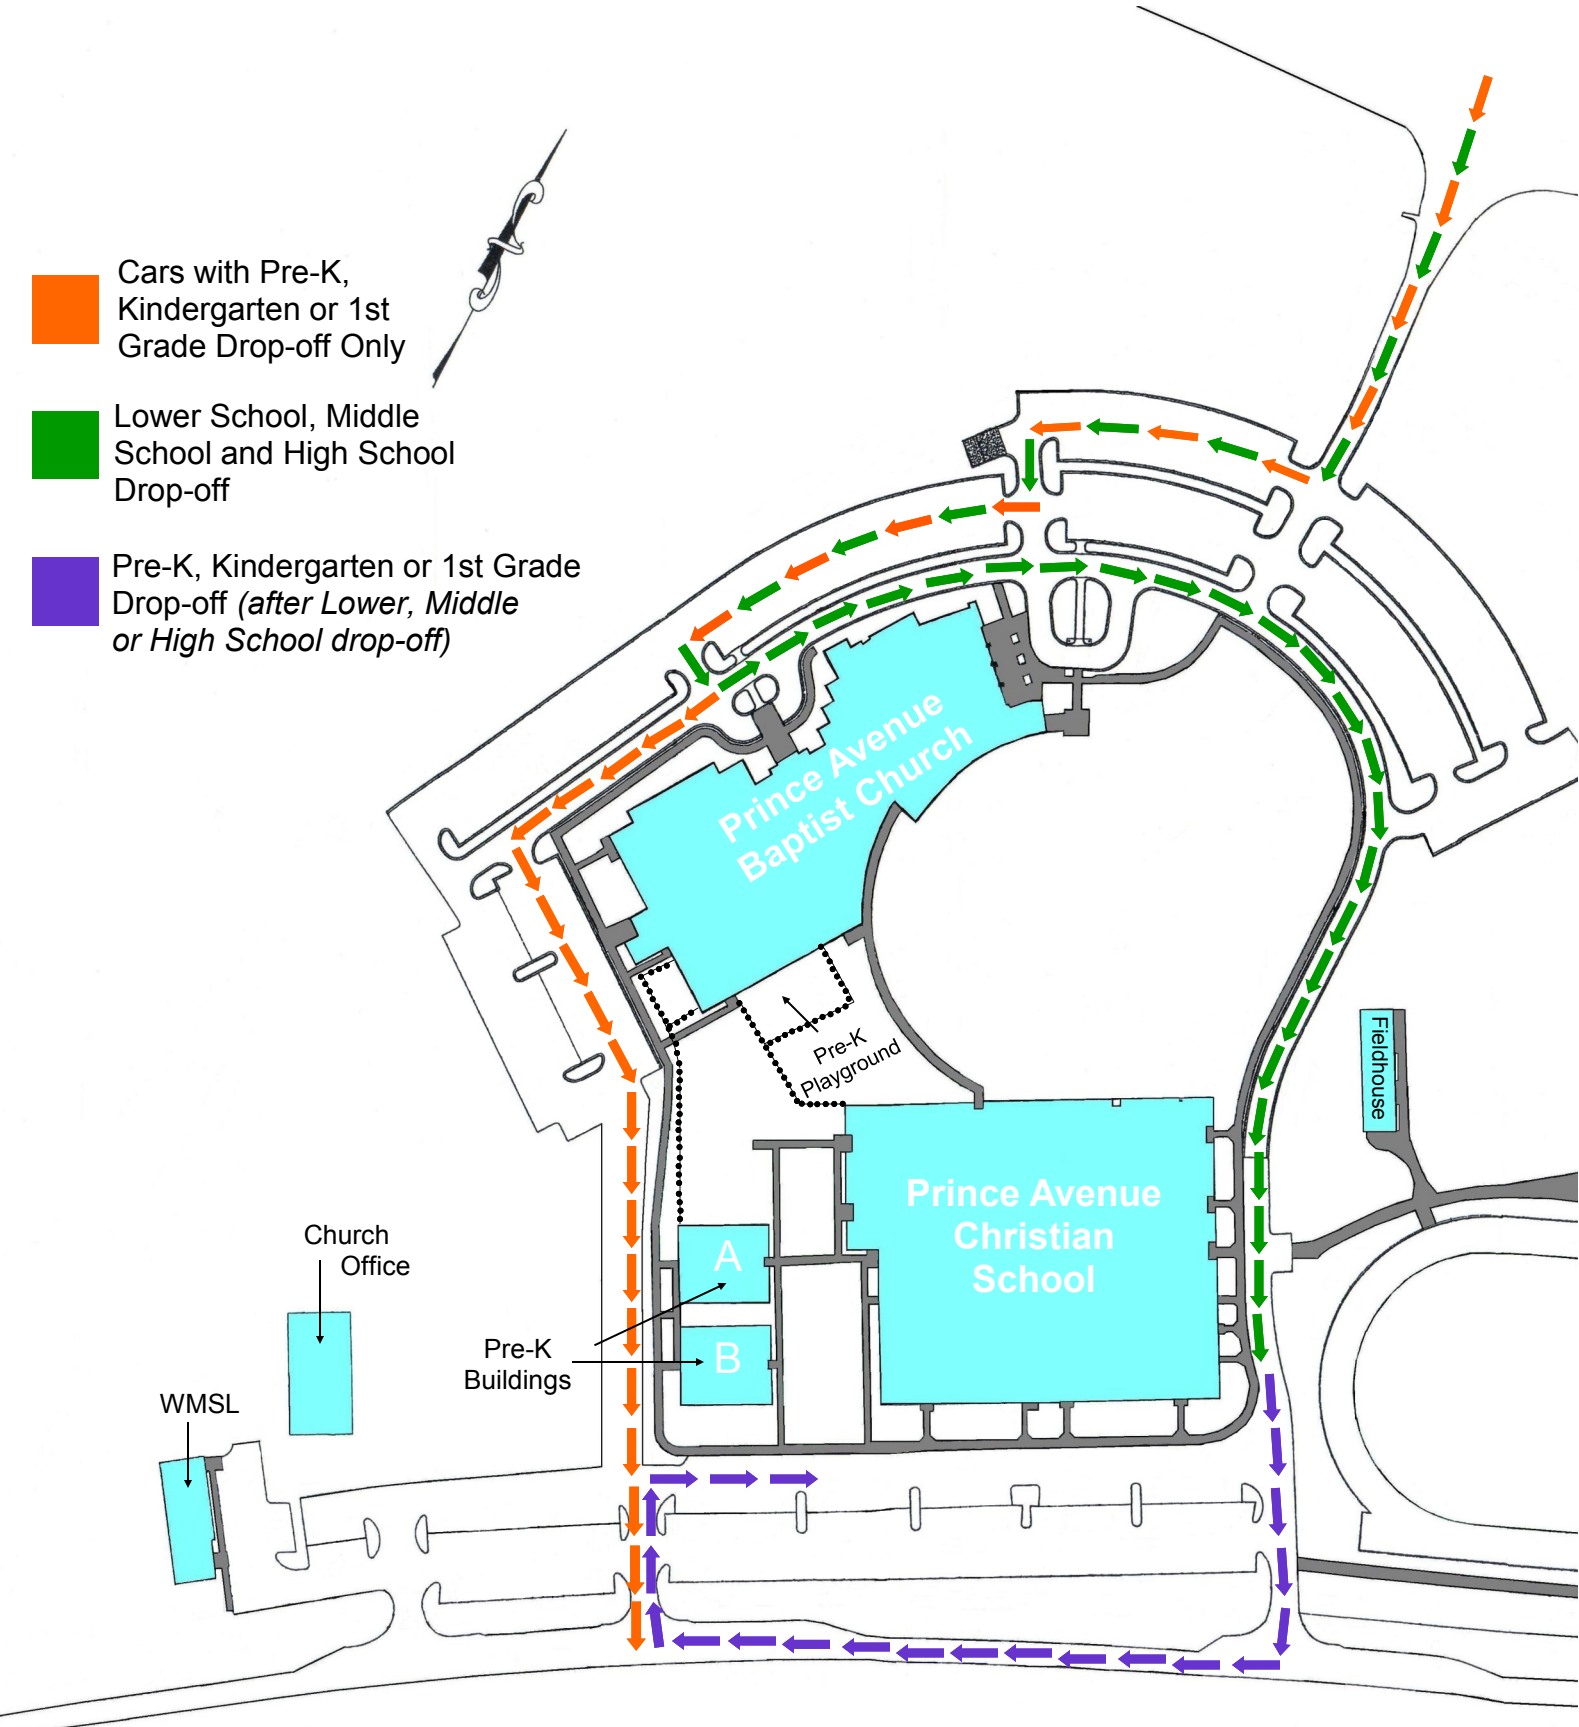 Cars with Pre-K,
Kindergarten or 1st
Grade Drop-off Only
Lower School, Middle
School and High School
Drop-off
Pre-K, Kindergarten or 1st Grade
Drop-off (after Lower, Middle
or High School drop-off)
Prince Avenue
Baptist Church
Pre-K
Playground
Fieldhouse
Prince Avenue
Christian
School
Church
Office
A
Pre-K
Buildings
B
WMSL